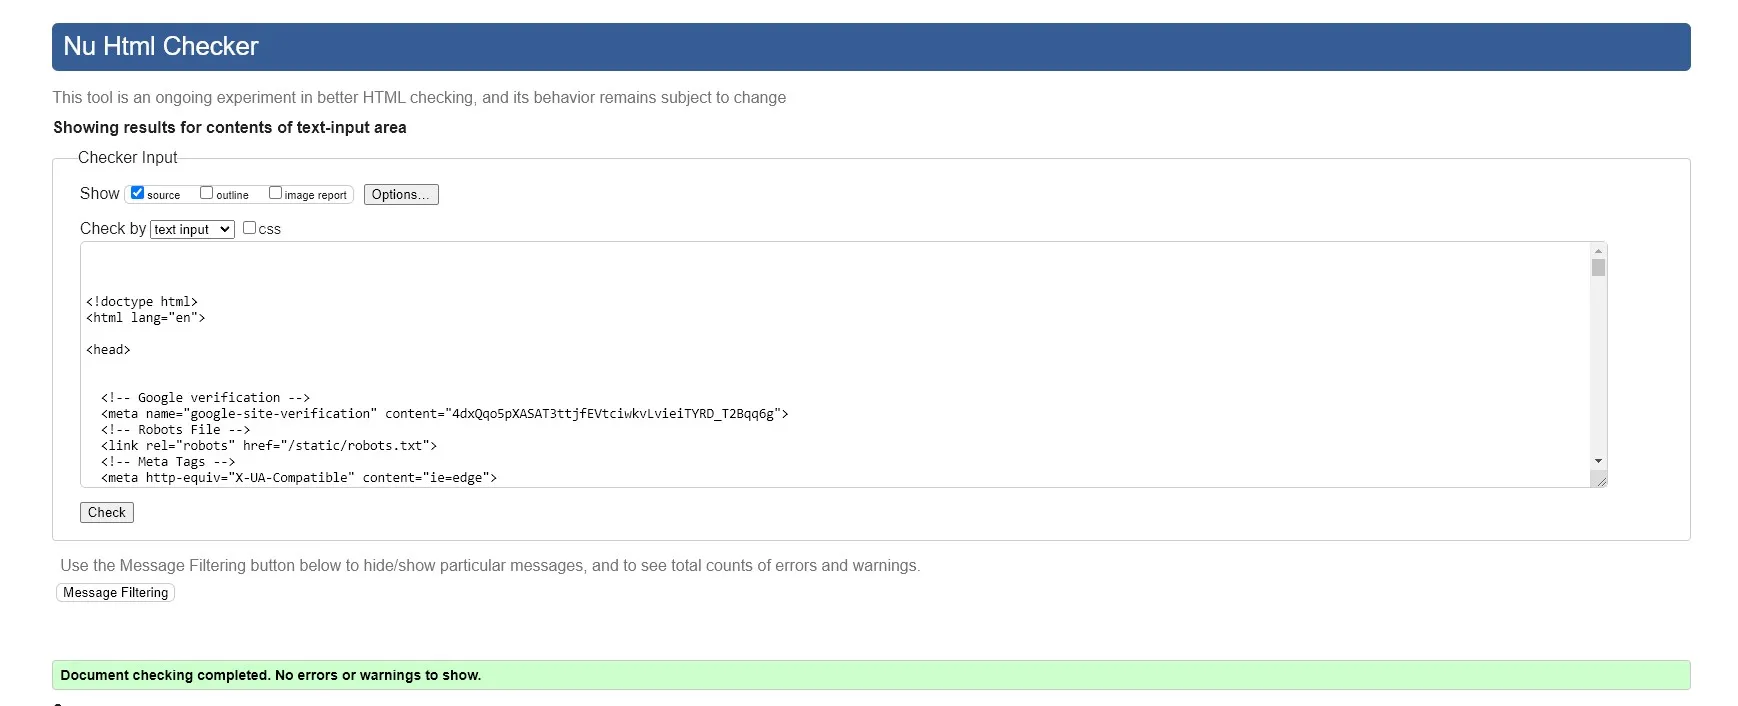 Nu Html Checker
This tool is an ongoing experiment in better HTML checking, and its behavior remains subject to change
Showing results for contents of text-input area
Checker Input
Show source outline image report Options...
Check by text input css
<!doctype html>
<html lang="en">
<head>
<!-- Google verification -->
<meta name="google-site-verification" content="4dxQqo5pXASAT3ttjfEVtciwkvLvieiTYRD_T2Bqq6g">
<!-- Robots File -->
<link rel="robots" href="/static/robots.txt">
<!-- Meta Tags -->
<meta http-equiv="X-UA-Compatible" content="ie=edge">
Check
Use the Message Filtering button below to hide/show particular messages, and to see total counts of errors and warnings.
Message Filtering
Document checking completed. No errors or warnings to show.